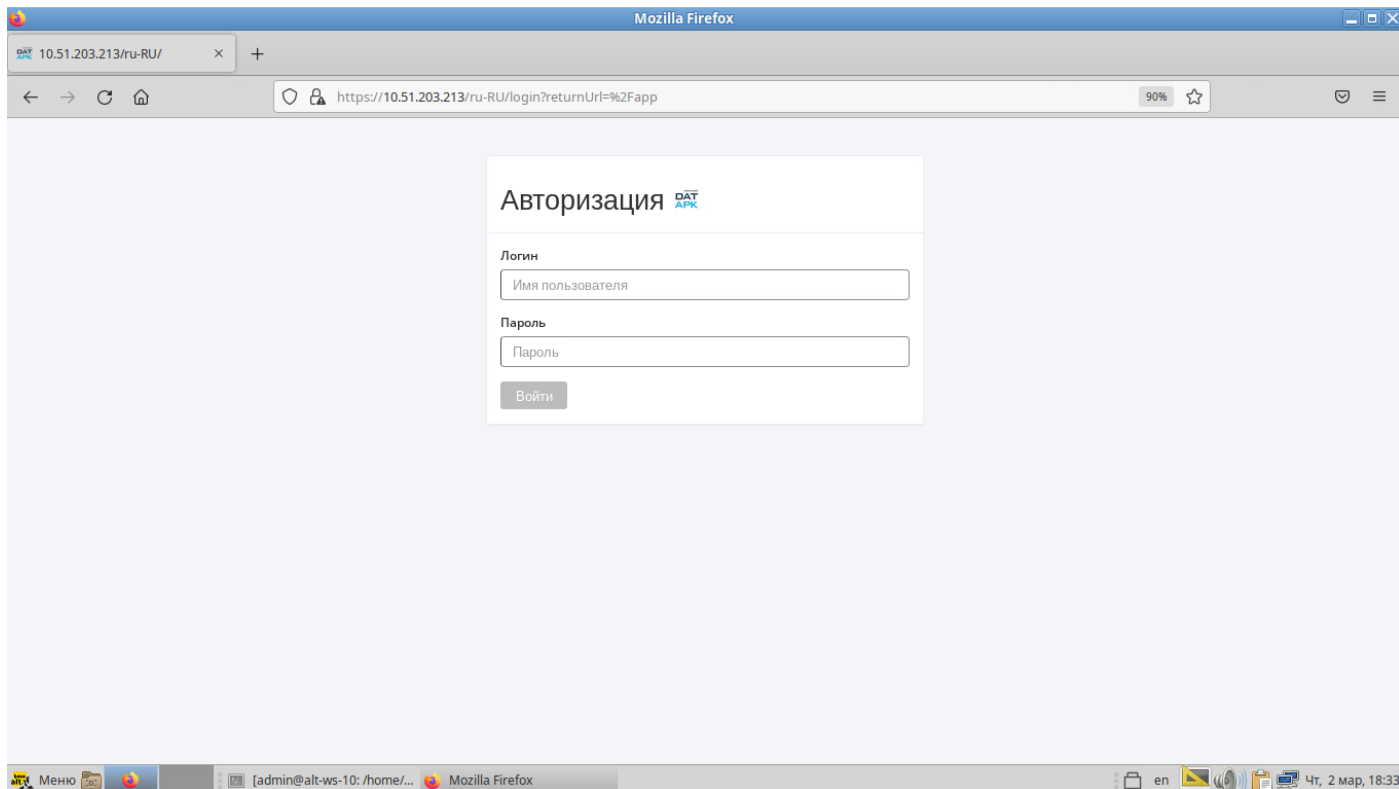 Mozilla Firefox
DAT APK 10.51.203.213/ru-RU/
https://10.51.203.213/ru-RU/login?returnUrl=%2Fapp 90%
Авторизация DAT APK
Логин
Имя пользователя
Пароль
Пароль
Войти
Меню [admin@alt-ws-10: /home/... Mozilla Firefox en Чт, 2 мар, 18:33